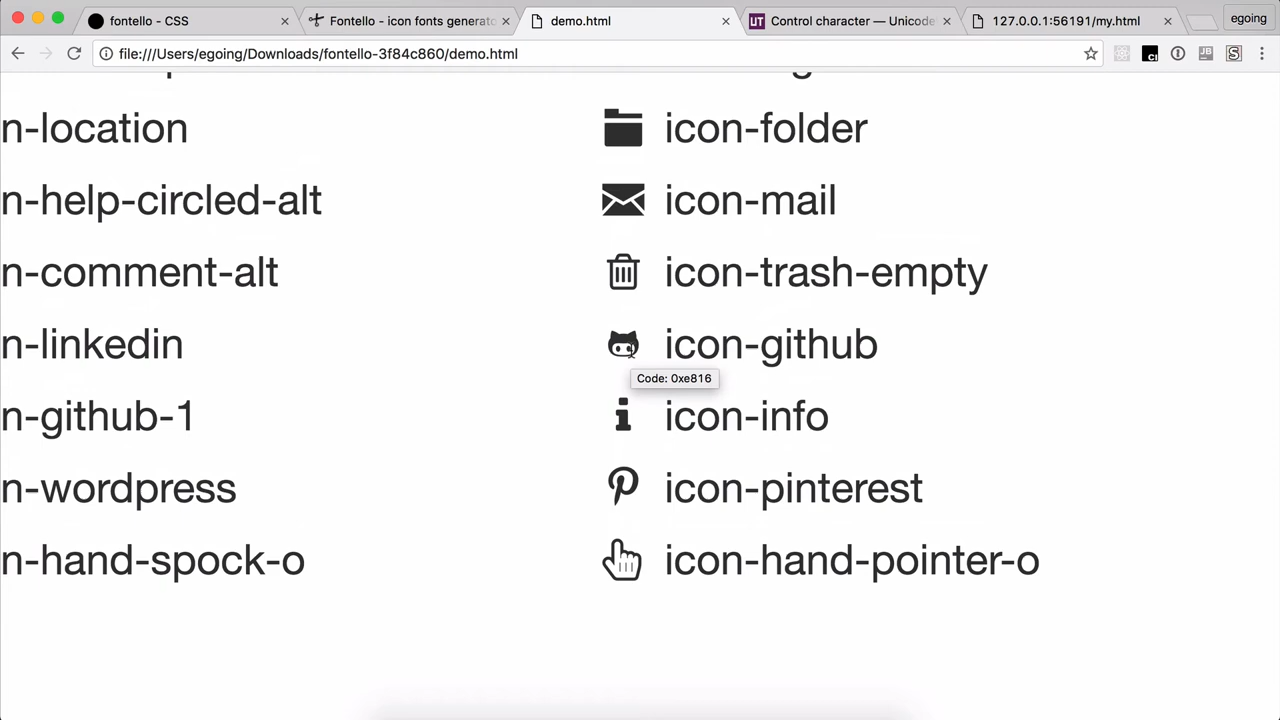 fontello - CSS
Fontello - icon fonts generato
demo.html
Control character — Unicode
127.0.0.1:56191/my.html
egoing
file:///Users/egoing/Downloads/fontello-3f84c860/demo.html
n-location
icon-folder
n-help-circled-alt
icon-mail
n-comment-alt
icon-trash-empty
n-linkedin
icon-github
Code: 0xe816
n-github-1
icon-info
n-wordpress
icon-pinterest
n-hand-spock-o
icon-hand-pointer-o